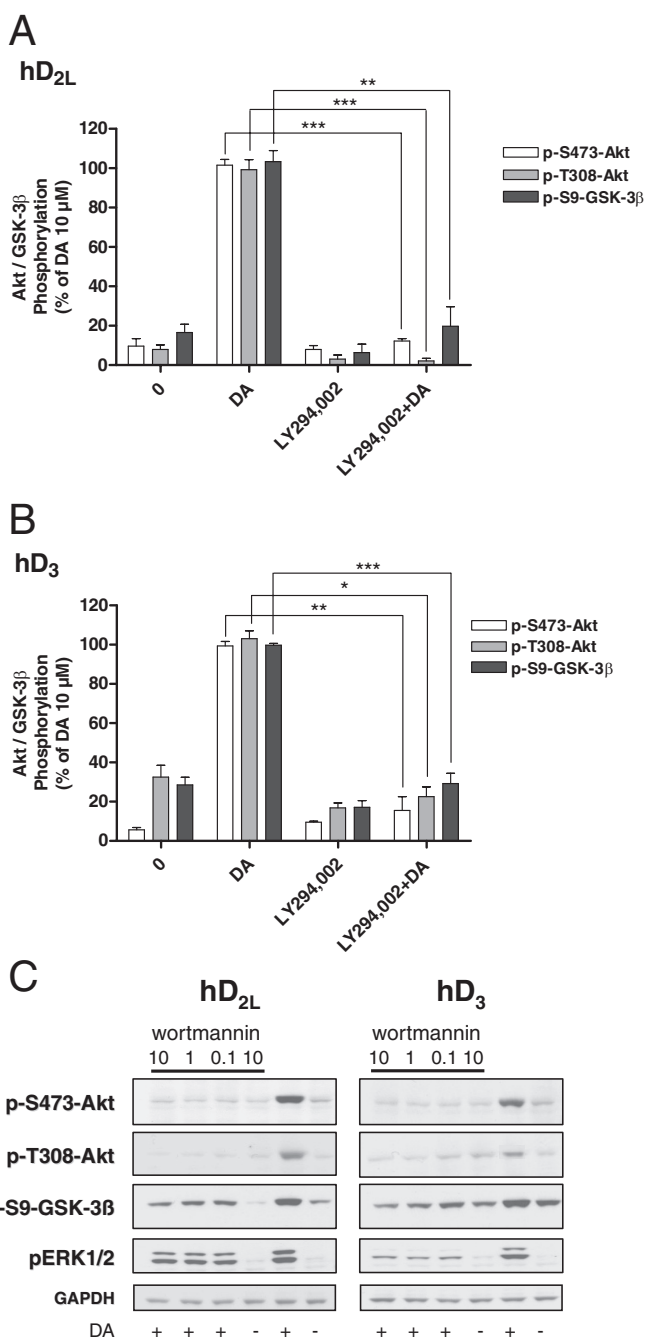 A
hD2L
**
***
***
120
100
80
60
40
20
0
Akt / GSK-3β
Phosphorylation
(% of DA 10 µM)
p-S473-Akt
p-T308-Akt
p-S9-GSK-3β
0
DA
LY294,002
LY294,002+DA
B
hD3
***
*
**
120
100
80
60
40
20
0
Akt / GSK-3β
Phosphorylation
(% of DA 10 µM)
p-S473-Akt
p-T308-Akt
p-S9-GSK-3β
0
DA
LY294,002
LY294,002+DA
C
hD2L hD3
wortmannin wortmannin
10 1 0.1 10 10 1 0.1 10
p-S473-Akt
p-T308-Akt
-S9-GSK-3ß
pERK1/2
GAPDH
DA + + + - + - + + + - + -